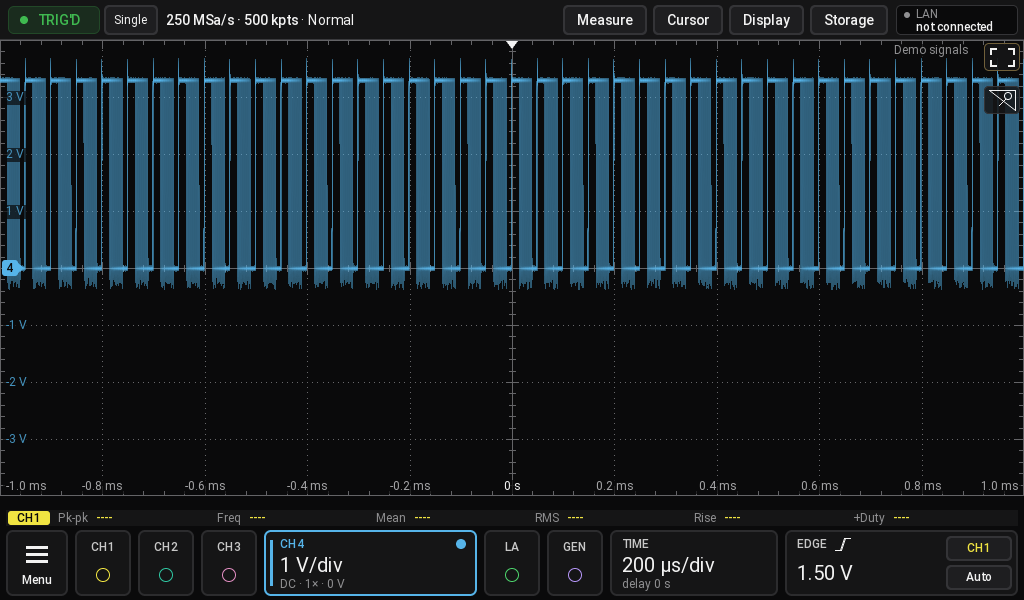 TRIG'D
Single
250 MSa/s · 500 kpts · Normal
Measure
Cursor
Display
Storage
LAN
not connected
Demo signals
3 V
2 V
1 V
4
-1 V
-2 V
-3 V
-1.0 ms
-0.8 ms
-0.6 ms
-0.4 ms
-0.2 ms
0 s
0.2 ms
0.4 ms
0.6 ms
0.8 ms
1.0 ms
CH1
Pk-pk ----
Freq ----
Mean ----
RMS ----
Rise ----
+Duty ----
Menu
CH1
CH2
CH3
CH4
1 V/div
DC · 1× · 0 V
LA
GEN
TIME
200 µs/div
delay 0 s
EDGE
1.50 V
CH1
Auto